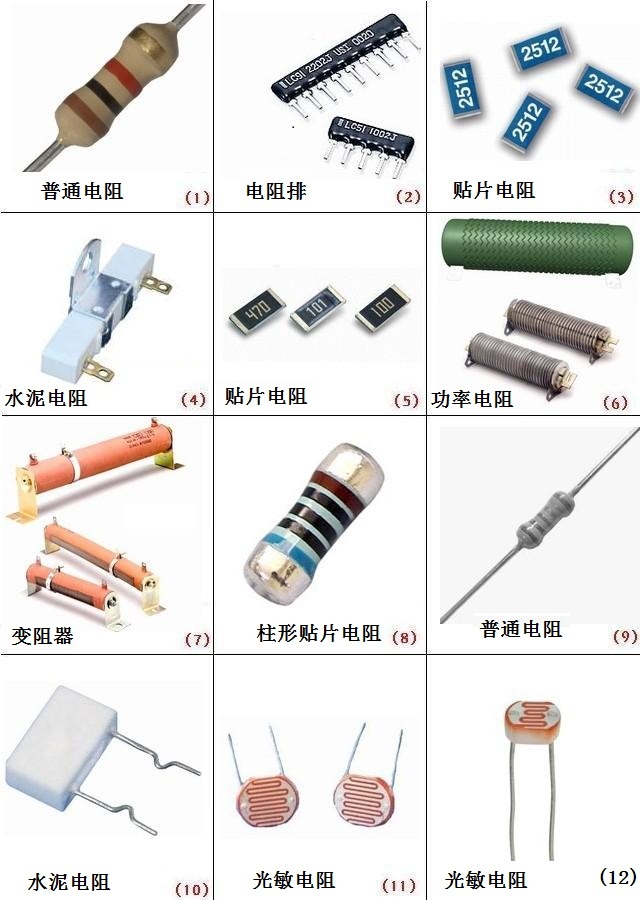 普通电阻 (1)
LCSI 2202J USI 0020
LCSI 1002J
电阻排 (2)
2512
2512
2512
2512
贴片电阻 (3)
水泥电阻 (4)
470
101
100
贴片电阻 (5)
功率电阻 (6)
变阻器 (7)
柱形贴片电阻 (8)
普通电阻 (9)
水泥电阻 (10)
光敏电阻 (11)
光敏电阻 (12)